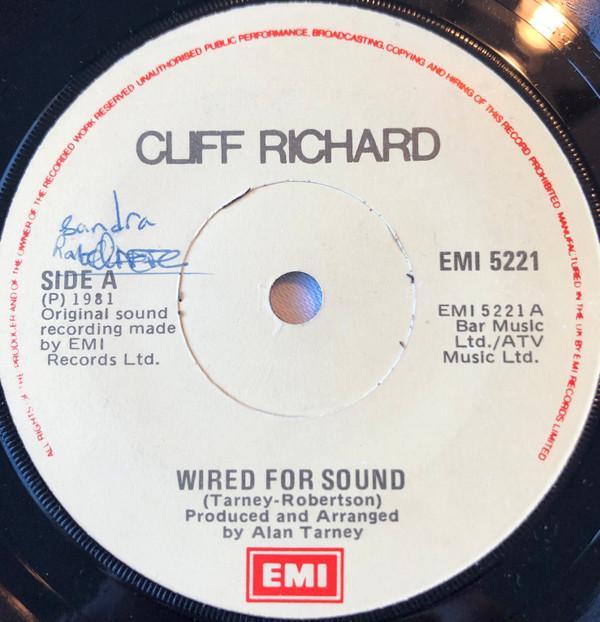 ALL RIGHTS OF THE PRODUCER AND OF THE OWNER OF THE RECORDED WORK RESERVED UNAUTHORISED PUBLIC PERFORMANCE, BROADCASTING, COPYING AND HIRING OF THIS RECORD PROHIBITED MANUFACTURED IN THE UK BY EMI RECORDS LIMITED
CLIFF RICHARD
Sandra
SIDE A
(P) 1981
Original sound
recording made
by EMI
Records Ltd.
EMI 5221
EMI 5221 A
Bar Music
Ltd./ATV
Music Ltd.
WIRED FOR SOUND
(Tarney-Robertson)
Produced and Arranged
by Alan Tarney
EMI